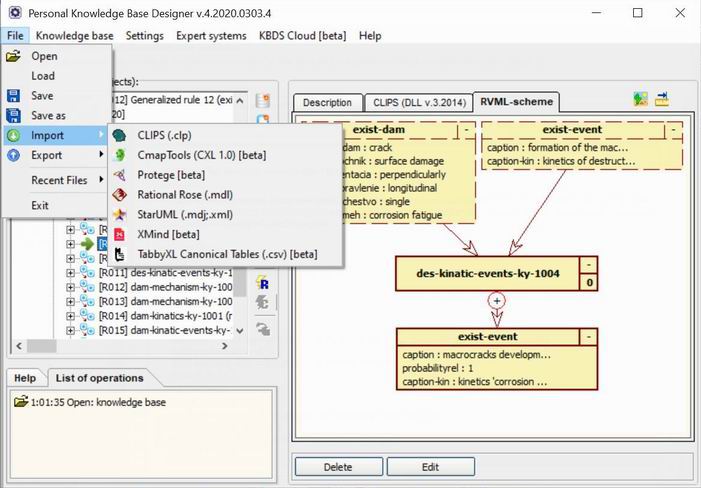 Personal Knowledge Base Designer v.4.2020.0303.4
File Knowledge base Settings Expert systems KBDS Cloud [beta] Help
Open
Load
Save
Save as
Import
Export
Recent Files
Exit
CLIPS (.clp)
CmapTools (CXL 1.0) [beta]
Protege [beta]
Rational Rose (.mdl)
StarUML (.mdj;.xml)
XMind [beta]
TabbyXL Canonical Tables (.csv) [beta]
jects):
12] Generalized rule 12 (exi
20]
[R
[R011] des-kinatic-events-ky-1
[R012] dam-mechanism-ky-100
[R013] dam-mechanism-ky-100
[R014] dam-kinatics-ky-1001 (r
[R015] dam-kinatic-events-ky-
Help List of operations
1:01:35 Open: knowledge base
Description CLIPS (DLL v.3.2014) RVML-scheme
exist-dam -
dam : crack
chnik : surface damage
entacia : perpendicularly
ravlenie : longitudinal
chestvo : single
meh : corrosion fatigue
exist-event -
caption : formation of the mac...
caption-kin : kinetics of destruct...
des-kinatic-events-ky-1004 -
0
+
exist-event -
caption : macrocracks developm...
probabilityrel : 1
caption-kin : kinetics 'corrosion ...
Delete Edit